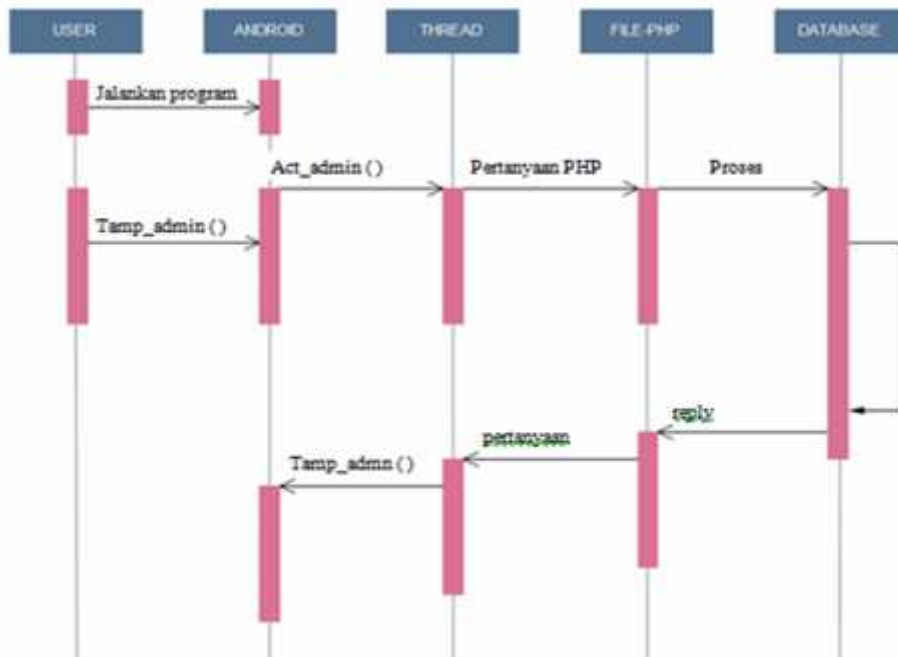 USER
ANDROID
THREAD
FILE-PHP
DATABASE
Jalankan program
Act_admin ( )
Pertanyaan PHP
Proses
Tamp_admin ( )
reply
pertanyaan
Tamp_admn ( )